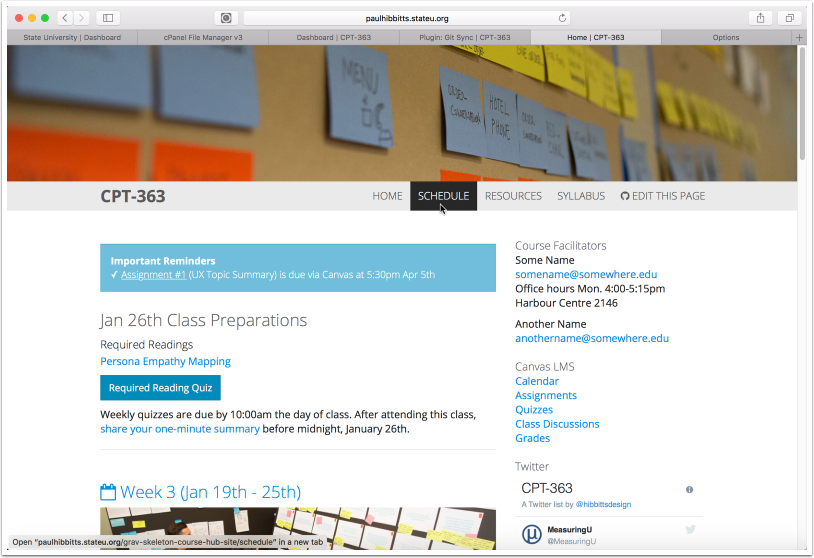 paulhibbitts.stateu.org
State University | Dashboard
cPanel File Manager v3
Dashboard | CPT-363
Plugin: Git Sync | CPT-363
Home | CPT-363
Options
MENU
HOTEL
PHONE
CPT-363
HOME
SCHEDULE
RESOURCES
SYLLABUS
EDIT THIS PAGE
Important Reminders
✓ Assignment #1 (UX Topic Summary) is due via Canvas at 5:30pm Apr 5th
Jan 26th Class Preparations
Required Readings
Persona Empathy Mapping
Required Reading Quiz
Weekly quizzes are due by 10:00am the day of class. After attending this class,
share your one-minute summary before midnight, January 26th.
Week 3 (Jan 19th - 25th)
Course Facilitators
Some Name
somename@somewhere.edu
Office hours Mon. 4:00-5:15pm
Harbour Centre 2146
Another Name
anothername@somewhere.edu
Canvas LMS
Calendar
Assignments
Quizzes
Class Discussions
Grades
Twitter
CPT-363
A Twitter list by @hibbittsdesign
MeasuringU
@MeasuringU
Open "paulhibbitts.stateu.org/grav-skeleton-course-hub-site/schedule" in a new tab